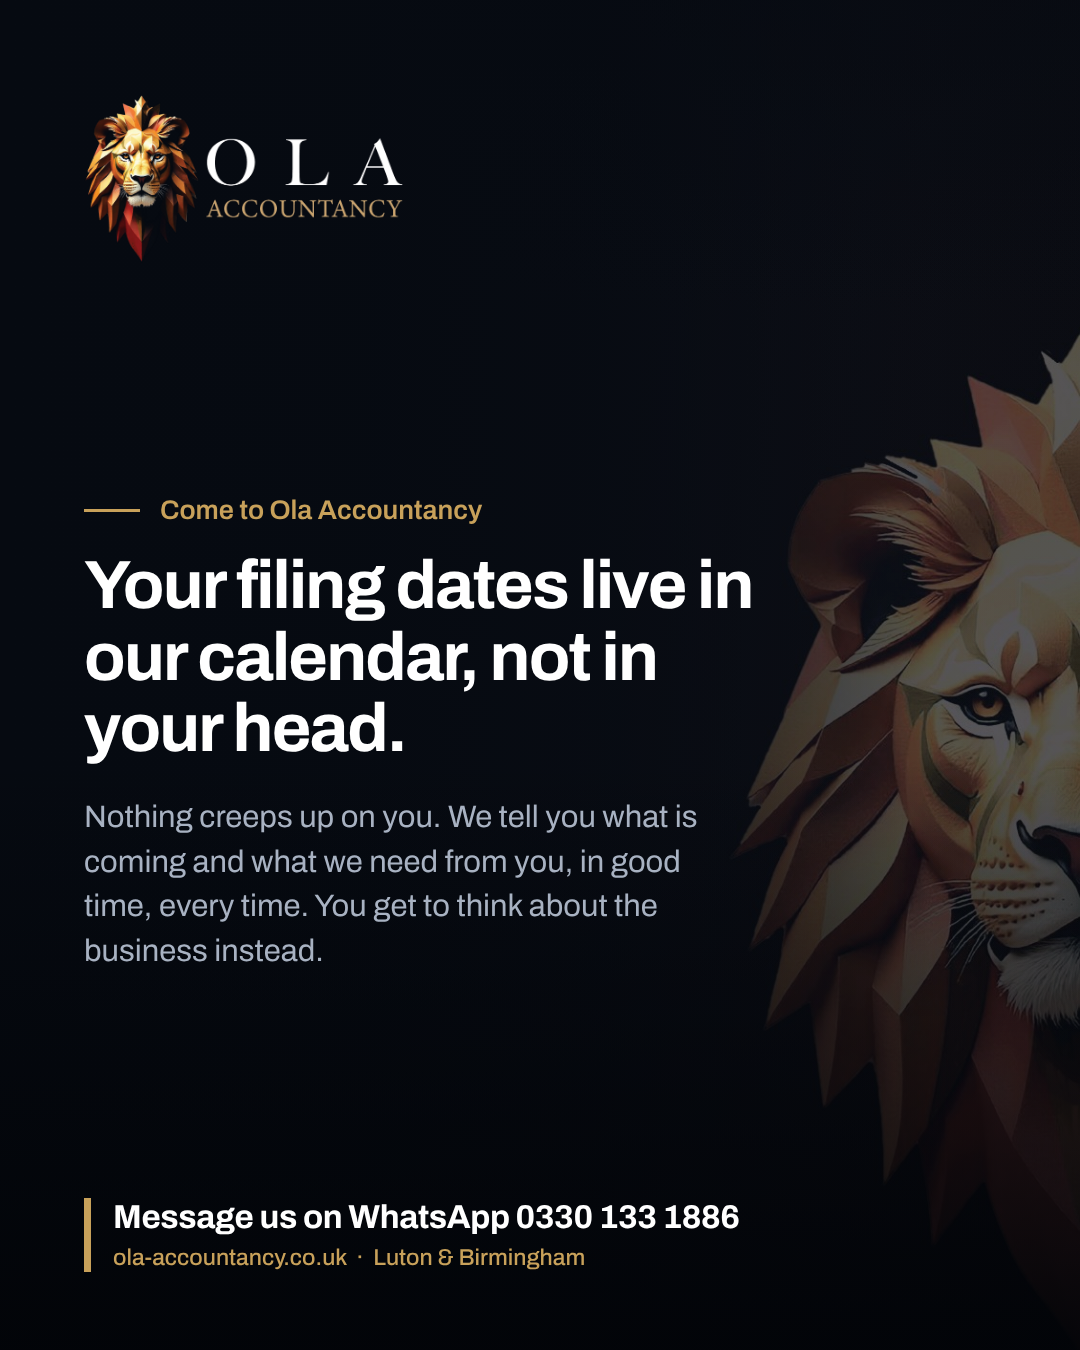 OLA
ACCOUNTANCY
Come to Ola Accountancy
Your filing dates live in
our calendar, not in
your head.
Nothing creeps up on you. We tell you what is
coming and what we need from you, in good
time, every time. You get to think about the
business instead.
Message us on WhatsApp 0330 133 1886
ola-accountancy.co.uk · Luton & Birmingham